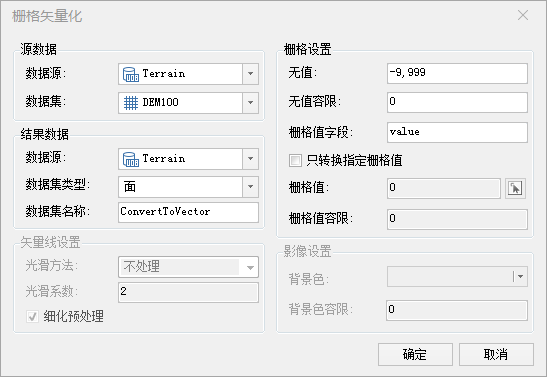 栅格矢量化
源数据
数据源: Terrain
数据集: DEM100
结果数据
数据源: Terrain
数据集类型: 面
数据集名称: ConvertToVector
矢量线设置
光滑方法: 不处理
光滑系数: 2
细化预处理
栅格设置
无值: -9,999
无值容限: 0
栅格值字段: value
只转换指定栅格值
栅格值: 0
栅格值容限: 0
影像设置
背景色:
背景色容限: 0
确定 取消